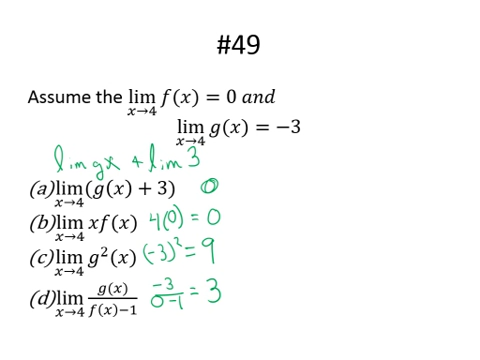 #49
Assume the lim x→4 f(x) = 0 and
lim x→4 g(x) = −3
lim gx + lim 3
(a) lim x→4 (g(x) + 3) 0
(b) lim x→4 xf(x) 4(0) = 0
(c) lim x→4 g²(x) (-3)² = 9
(d) lim x→4 g(x)/f(x)−1 -3/0-1 = 3